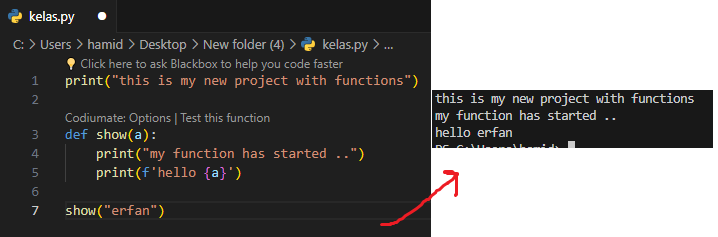 kelas.py
C: > Users > hamid > Desktop > New folder (4) > kelas.py > ...
Click here to ask Blackbox to help you code faster
1 print("this is my new project with functions")
2
Codiumate: Options | Test this function
3 def show(a):
4 print("my function has started ..")
5 print(f'hello {a}')
6
7 show("erfan")
this is my new project with functions
my function has started ..
hello erfan
PS C:\Users\hamid>